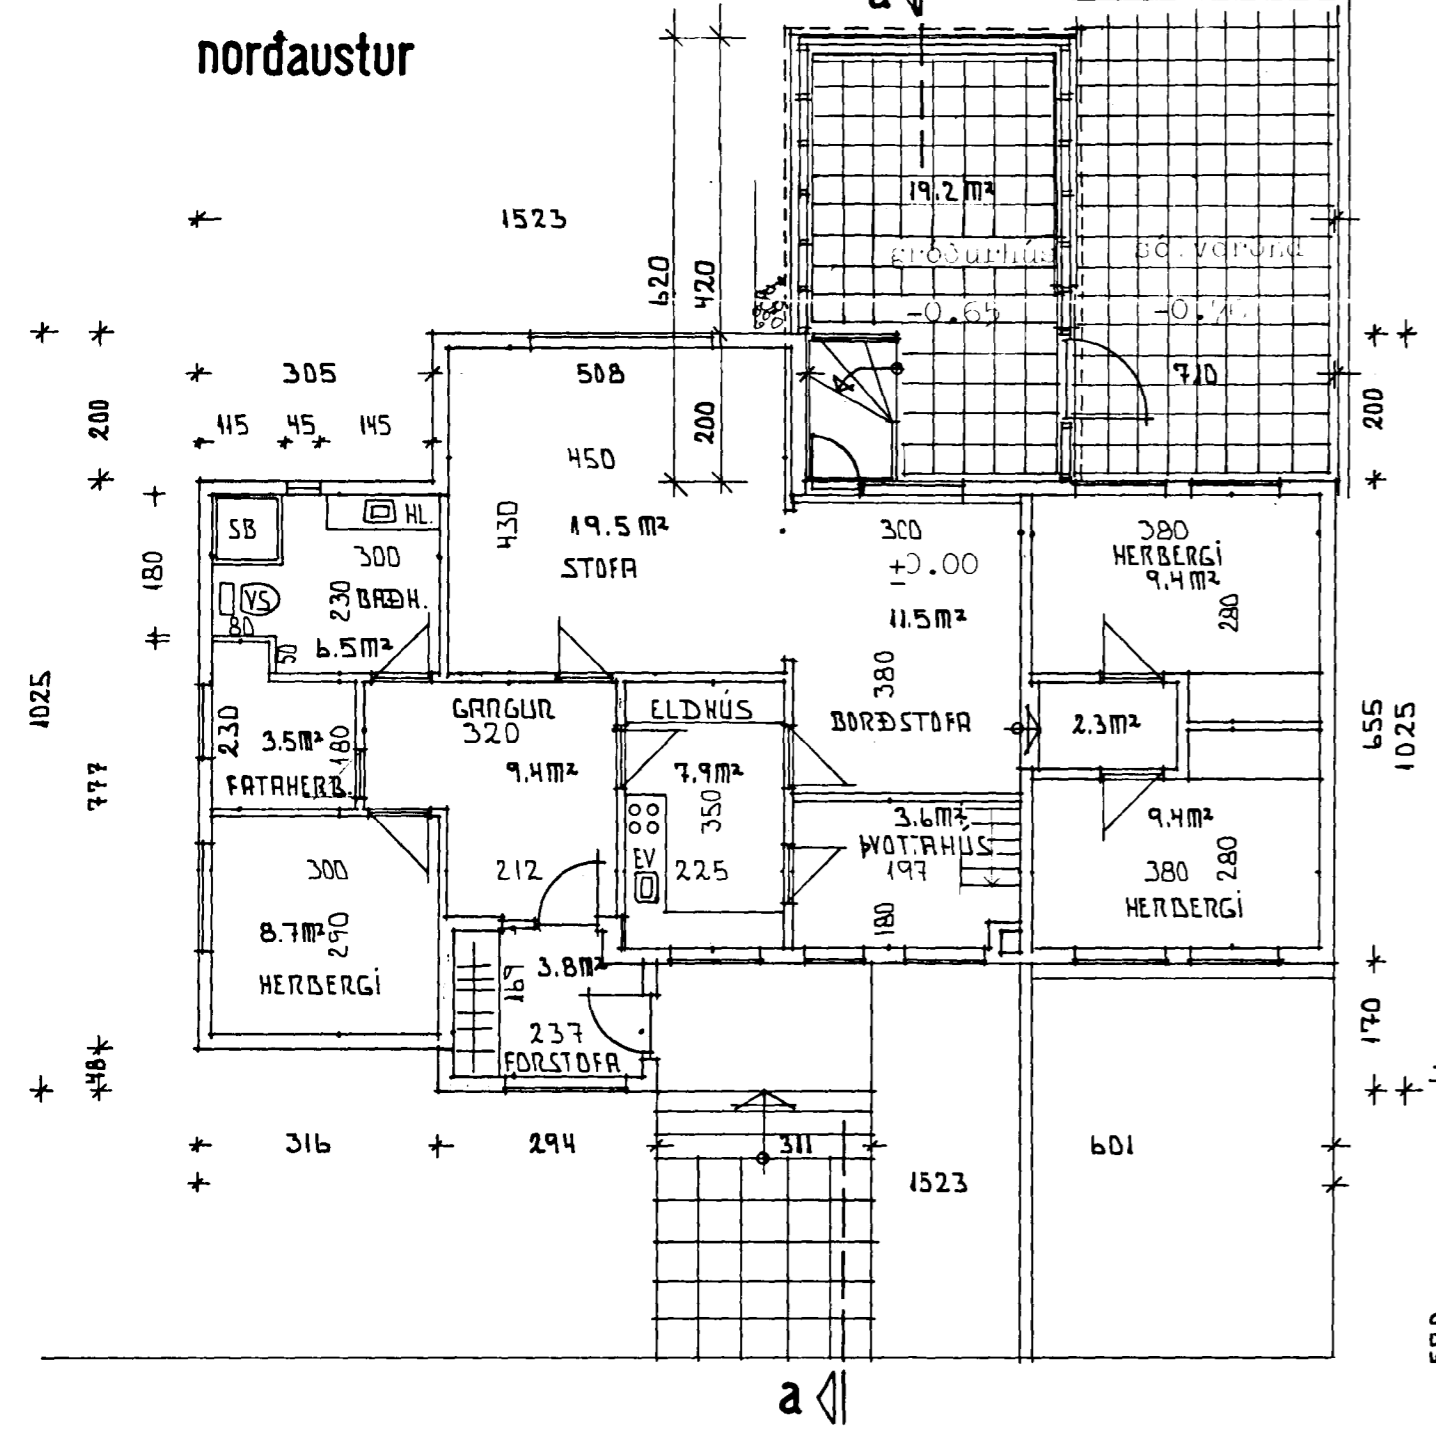 a
norðaustur
19.2 m²
1523
gróðurhús
sólverönd
620
420
-0.65
305
508
710
200
200
200
115
45
145
450
SB
HL.
430
19.5 m²
STOFA
300
±0.00
380
HERBERGI
9.4 m²
280
180
300
VS
230
BAÐH.
80
11.5 m²
50
6.5 m²
380
1025
GANGUR
320
ELDHÚS
BORÐSTOFA
2.3 m²
655
1025
230
3.5 m²
180
777
9.4 m²
7.9 m²
FATAHERB.
350
3.6 m²
ÞVOTTAHÚS
9.4 m²
EV
300
212
225
197
380
280
HERBERGI
8.7 m²
290
180
HERBERGI
3.8 m²
169
237
FORSTOFA
170
48
316
294
311
601
1523
a